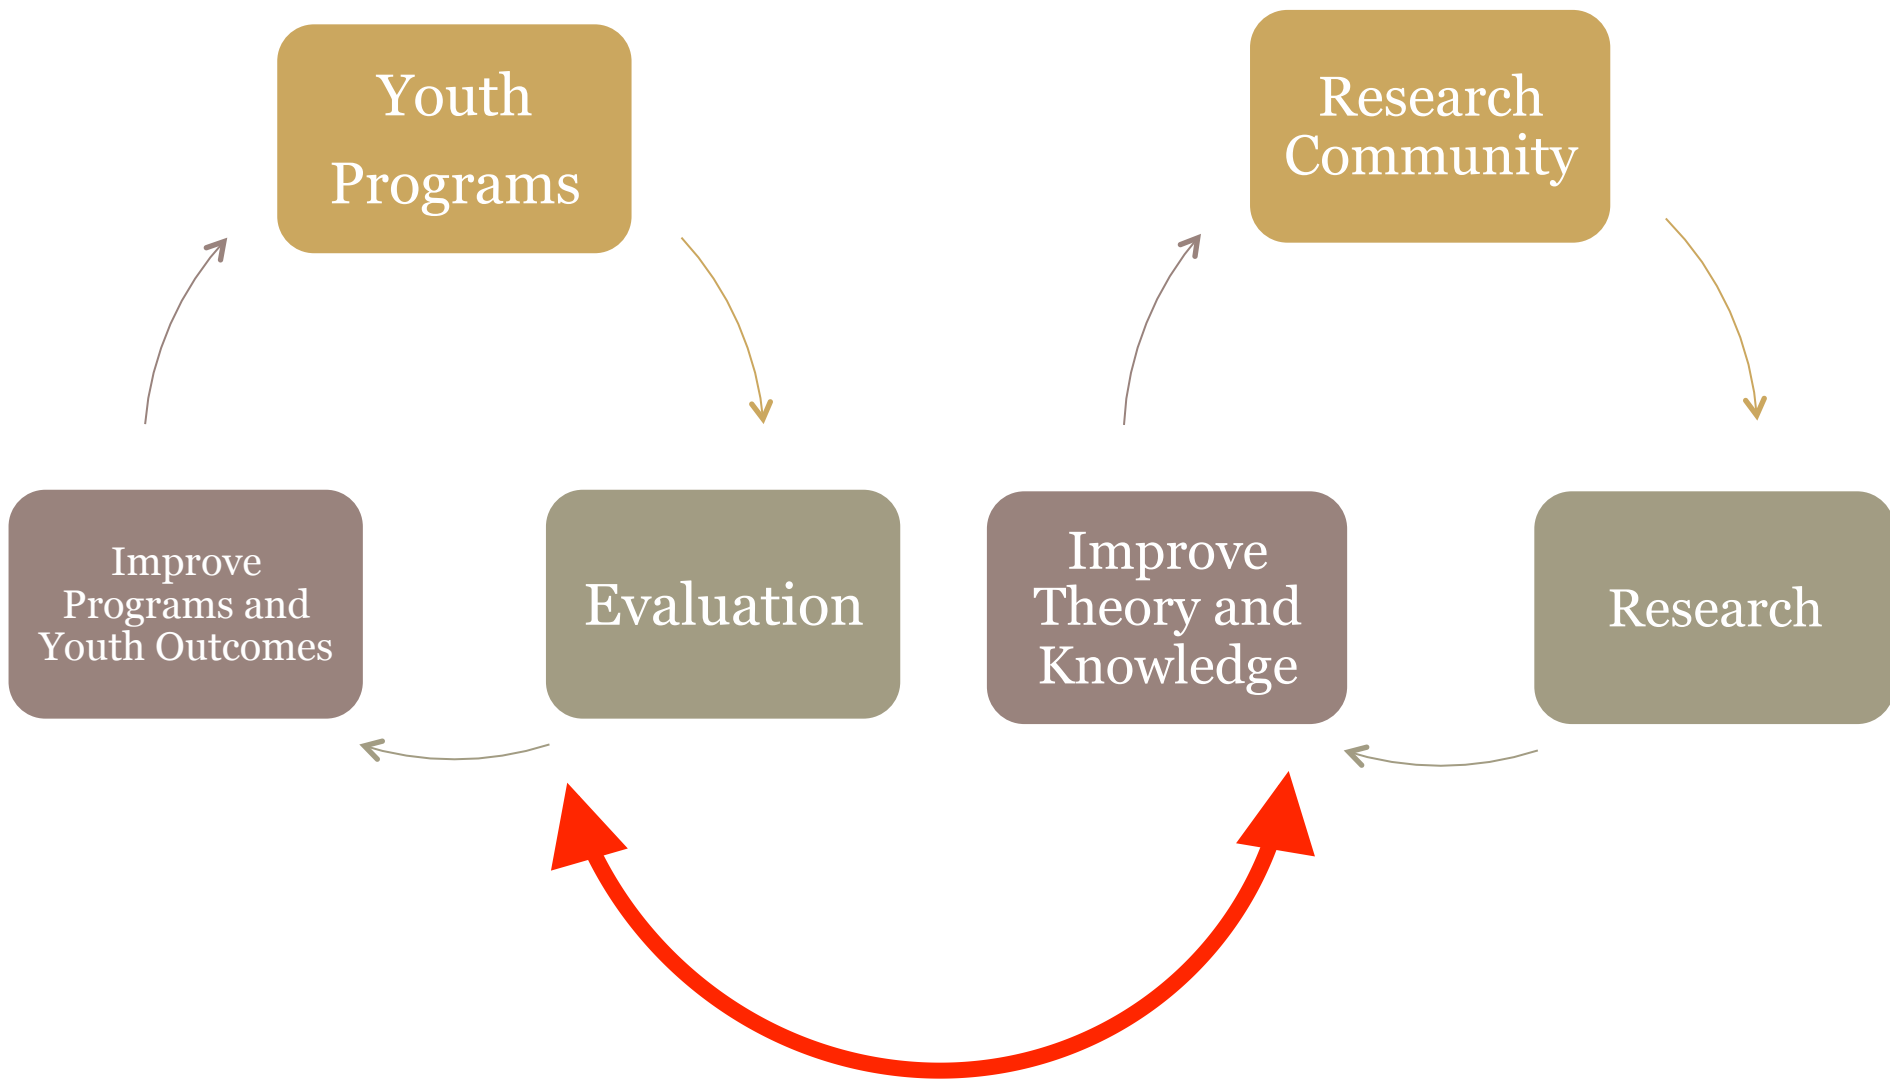 Youth
Programs
Research
Community
Improve
Programs and
Youth Outcomes
Evaluation
Improve
Theory and
Knowledge
Research